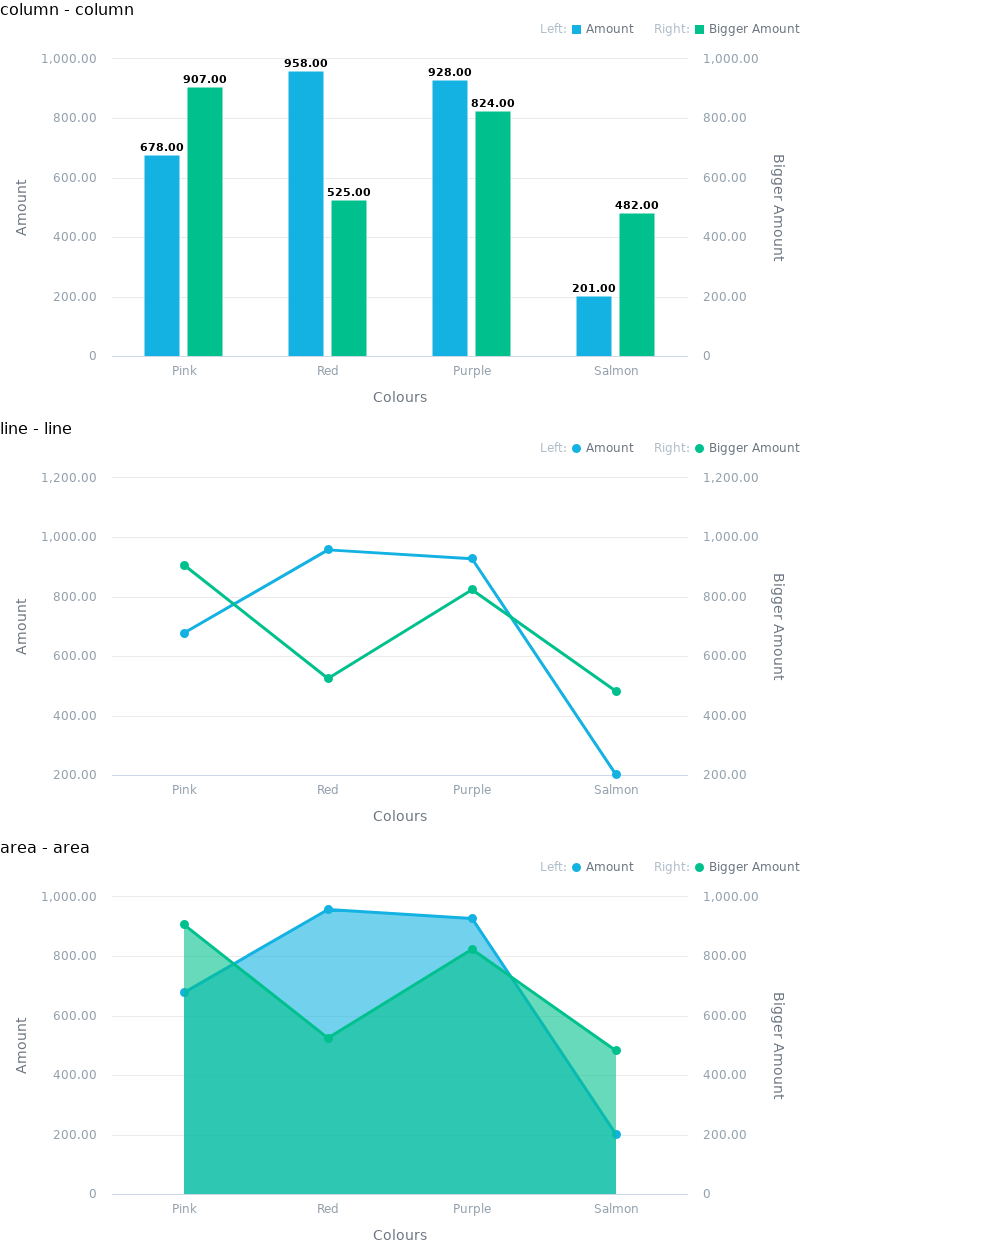 column - column
Left: Amount Right: Bigger Amount
1,000.00 958.00 928.00 1,000.00
907.00
824.00
800.00 800.00
678.00
600.00 600.00
525.00
482.00
400.00 400.00
201.00
200.00 200.00
0 0
Amount
Bigger Amount
Pink Red Purple Salmon
Colours
line - line
Left: Amount Right: Bigger Amount
1,200.00 1,200.00
1,000.00 1,000.00
800.00 800.00
600.00 600.00
400.00 400.00
200.00 200.00
Amount
Bigger Amount
Pink Red Purple Salmon
Colours
area - area
Left: Amount Right: Bigger Amount
1,000.00 1,000.00
800.00 800.00
600.00 600.00
400.00 400.00
200.00 200.00
0 0
Amount
Bigger Amount
Pink Red Purple Salmon
Colours